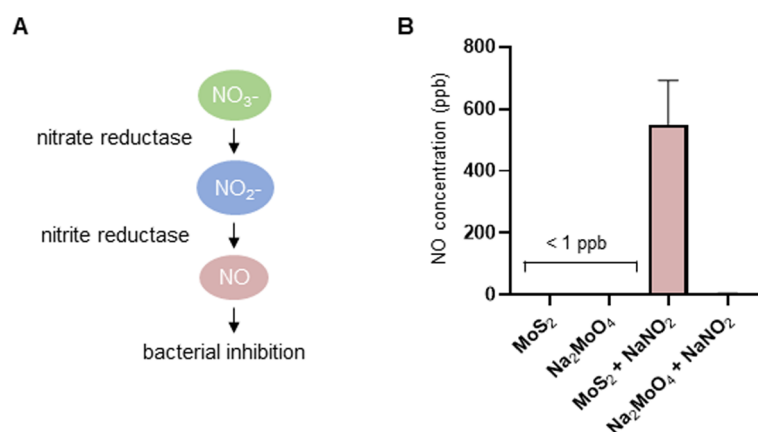 A
NO₃-
nitrate reductase
NO₂-
nitrite reductase
NO
bacterial inhibition
B
NO concentration (ppb)
800
600
400
200
0
< 1 ppb
MoS₂
Na₂MoO₄
MoS₂ + NaNO₂
Na₂MoO₄ + NaNO₂